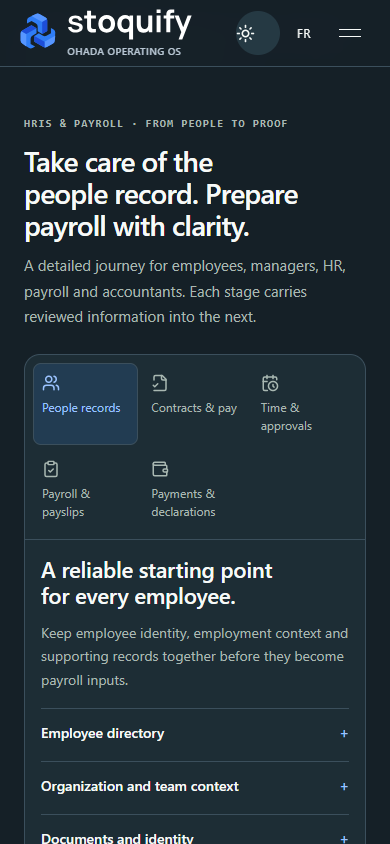 stoquify
OHADA OPERATING OS
FR
HRIS & PAYROLL · FROM PEOPLE TO PROOF
Take care of the
people record. Prepare
payroll with clarity.
A detailed journey for employees, managers, HR,
payroll and accountants. Each stage carries
reviewed information into the next.
People records
Contracts & pay
Time &
approvals
Payroll &
payslips
Payments &
declarations
A reliable starting point
for every employee.
Keep employee identity, employment context and
supporting records together before they become
payroll inputs.
Employee directory +
Organization and team context +
Documents and identity +